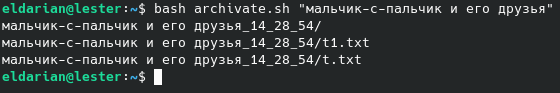 eldarian@lester:~$ bash archivate.sh "мальчик-с-пальчик и его друзья"
мальчик-с-пальчик и его друзья_14_28_54/
мальчик-с-пальчик и его друзья_14_28_54/t1.txt
мальчик-с-пальчик и его друзья_14_28_54/t.txt
eldarian@lester:~$